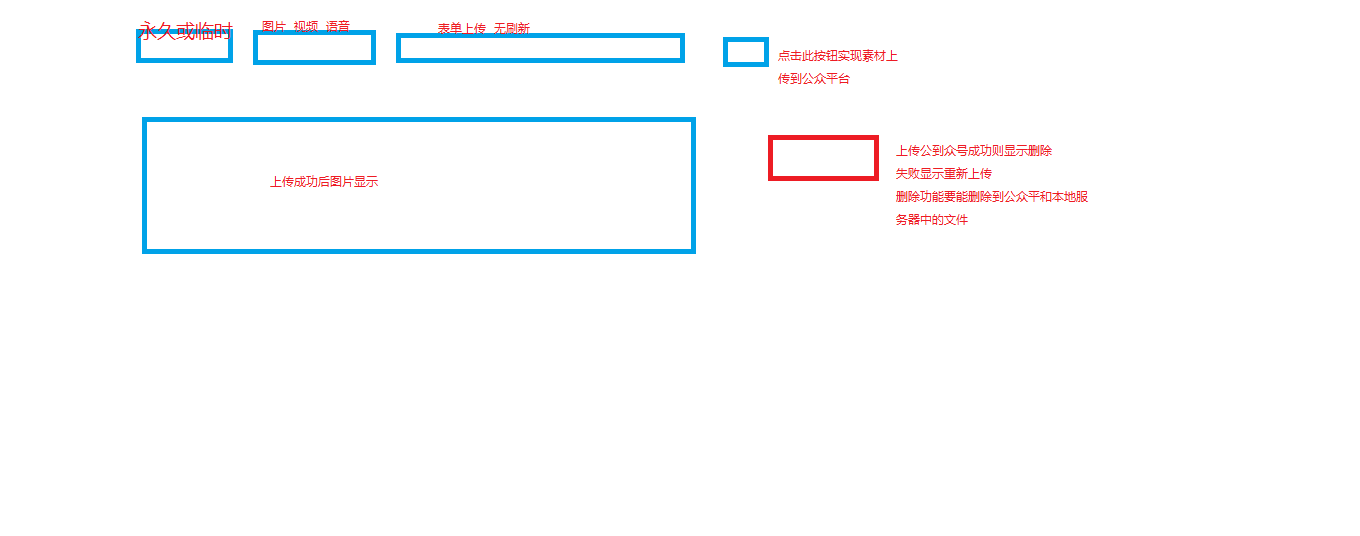 永久或临时
图片 视频 语音
表单上传 无刷新
点击此按钮实现素材上
传到公众平台
上传成功后图片显示
上传公到众号成功则显示删除
失败显示重新上传
删除功能要能删除到公众平和本地服
务器中的文件